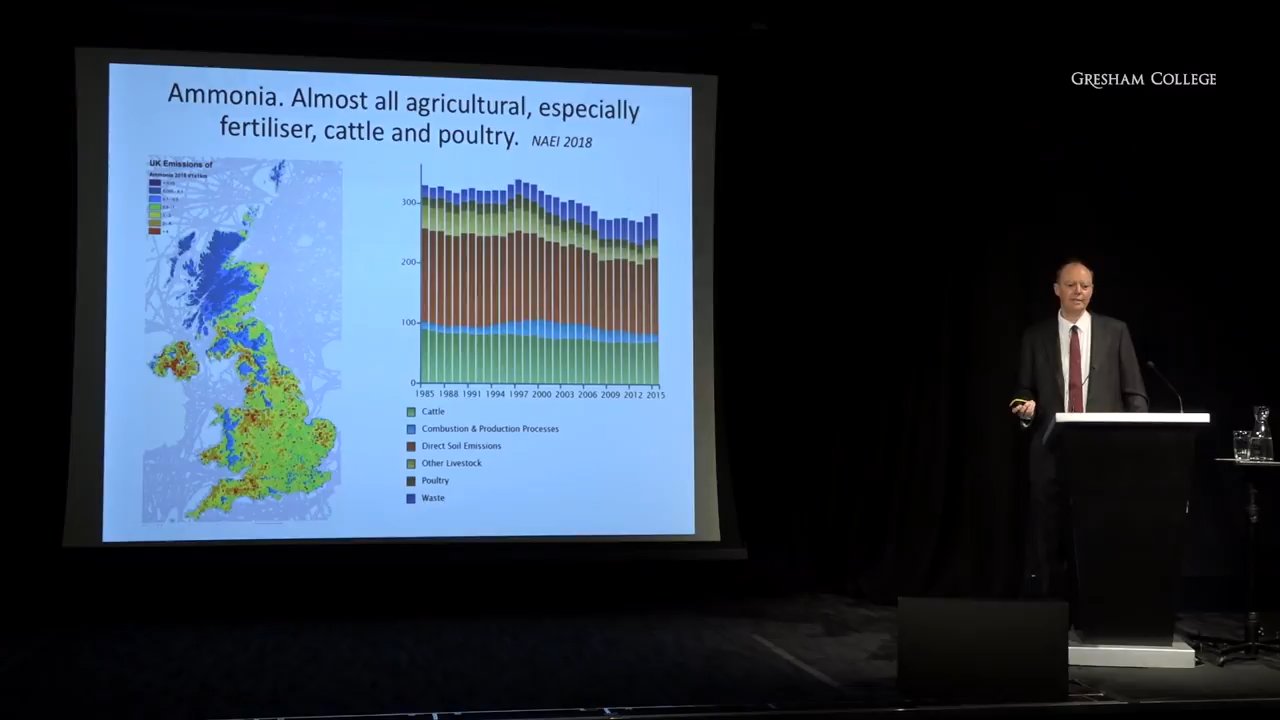 GRESHAM COLLEGE
Ammonia. Almost all agricultural, especially
fertiliser, cattle and poultry. NAEI 2018
UK Emissions of
Ammonia 2015
300
200
100
0
1985 1988 1991 1994 1997 2000 2003 2006 2009 2012 2015
Cattle
Combustion & Production Processes
Direct Soil Emissions
Other Livestock
Poultry
Waste